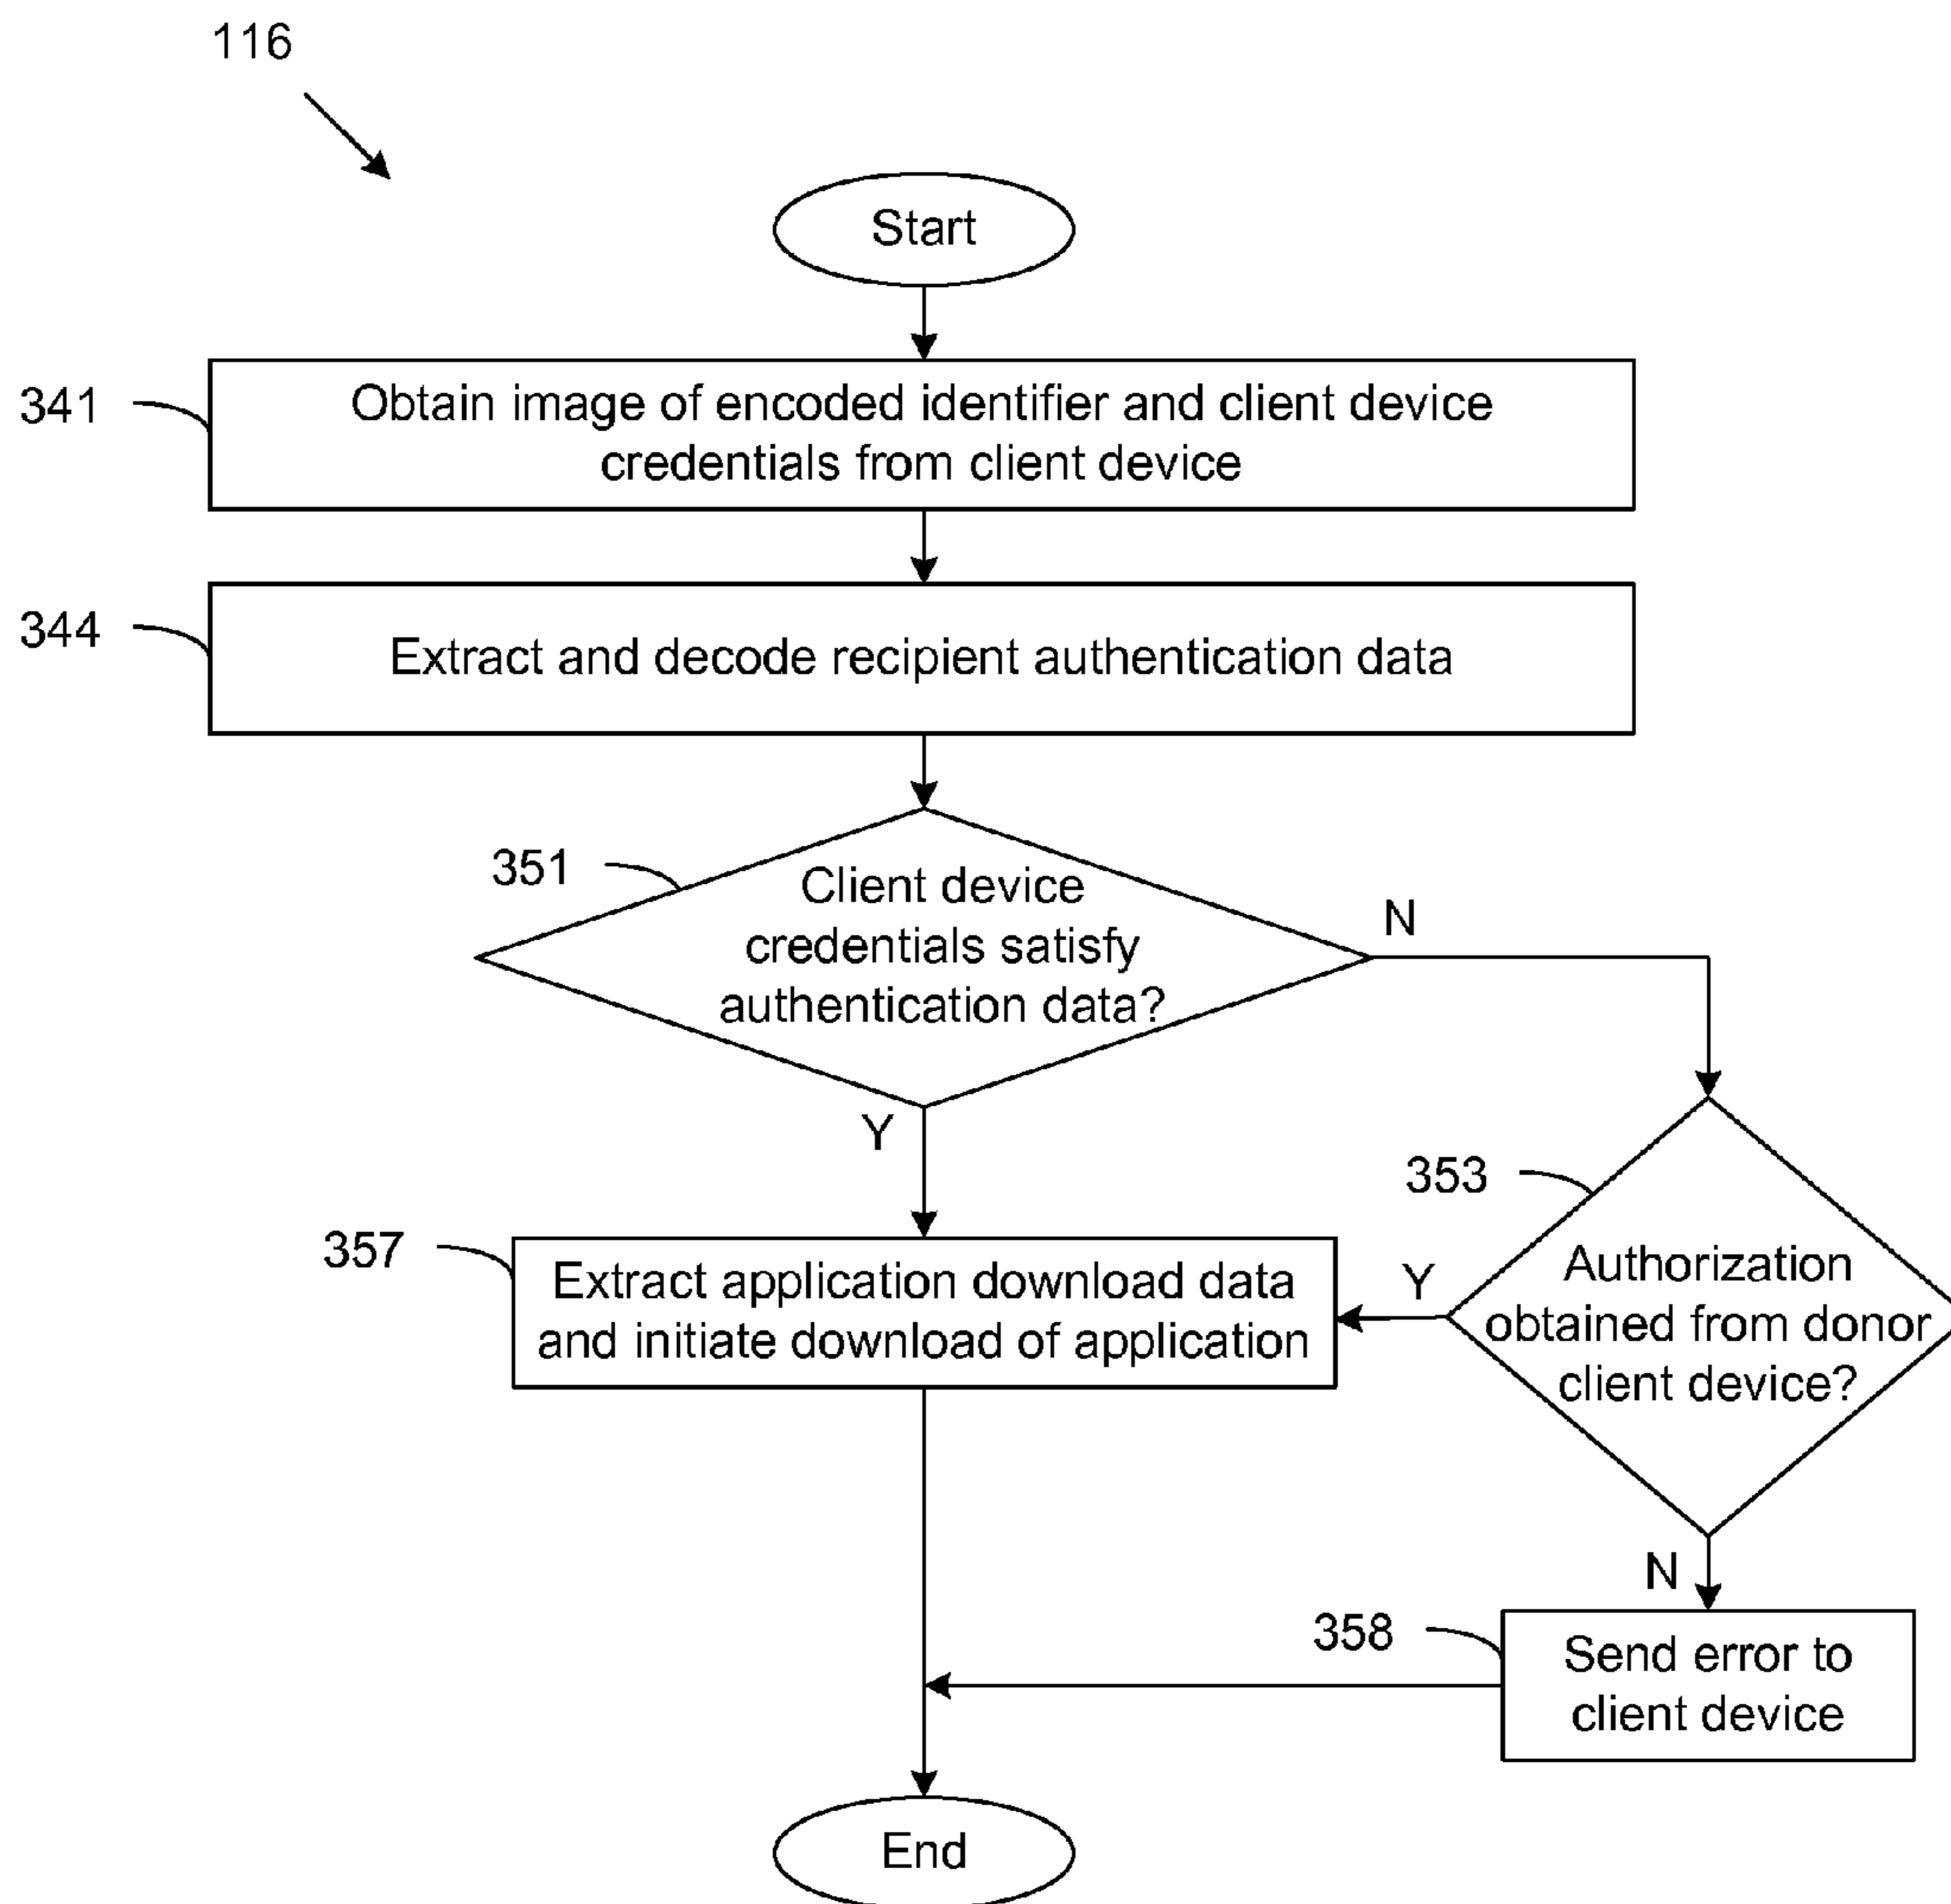 116
Start
341
Obtain image of encoded identifier and client device
credentials from client device
344
Extract and decode recipient authentication data
351
Client device
credentials satisfy
authentication data?
N
Y
353
Authorization
obtained from donor
client device?
Y
357
Extract application download data
and initiate download of application
N
358
Send error to
client device
End